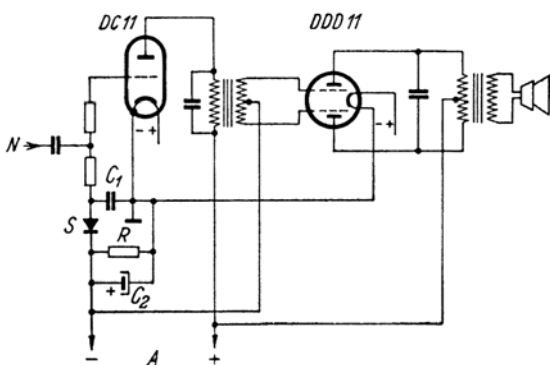 DC 11
DDD 11
- +
- +
N
C1
S
R
+
C2
- A +